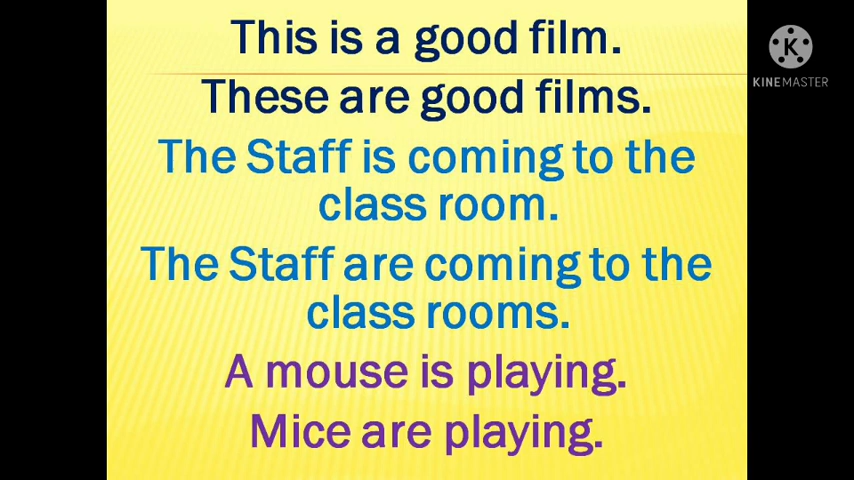 This is a good film.
These are good films.
The Staff is coming to the
class room.
The Staff are coming to the
class rooms.
A mouse is playing.
Mice are playing.
K
KINEMASTER